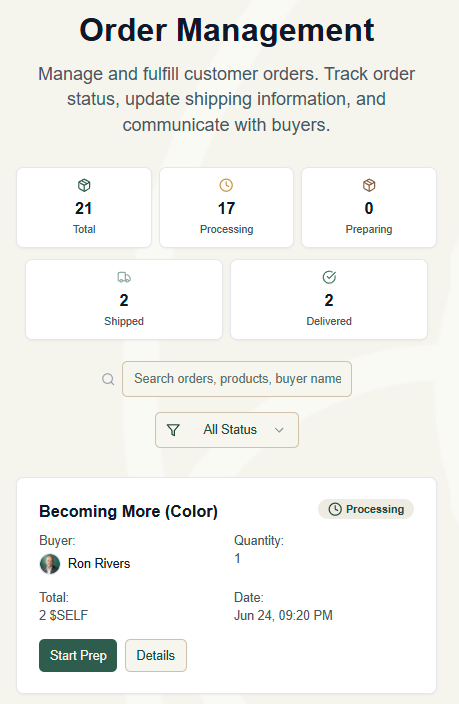 Order Management
Manage and fulfill customer orders. Track order
status, update shipping information, and
communicate with buyers.
21
Total
17
Processing
0
Preparing
2
Shipped
2
Delivered
Search orders, products, buyer name
All Status
Becoming More (Color)
Processing
Buyer:
Ron Rivers
Quantity:
1
Total:
2 $SELF
Date:
Jun 24, 09:20 PM
Start Prep
Details